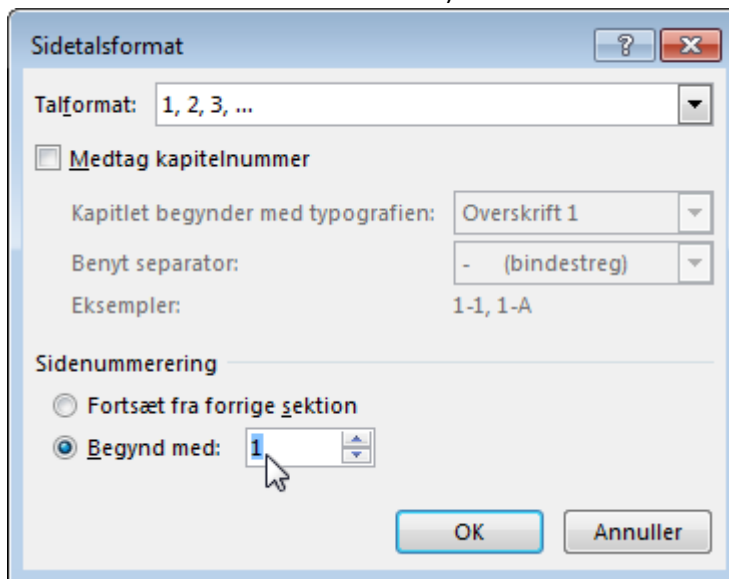 Sidetalsformat
Talformat: 1, 2, 3, ...
Medtag kapitelnummer
Kapitlet begynder med typografien: Overskrift 1
Benyt separator: - (bindestreg)
Eksempler: 1-1, 1-A
Sidenummerering
Fortsæt fra forrige sektion
Begynd med: 1
OK Annuller